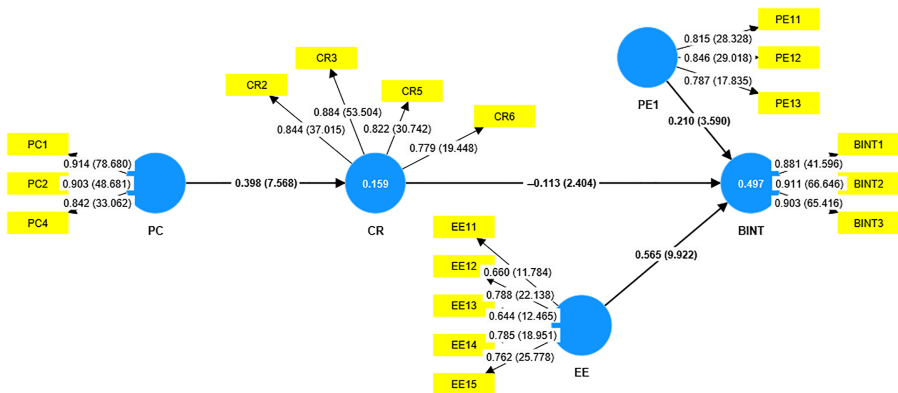 PE11
0.815 (28.328)
CR3
PE12
0.846 (29.018)
CR2
0.787 (17.835)
CR5
0.884 (53.504)
PE13
PE1
CR6
0.844 (37.015)
0.822 (30.742)
0.210 (3.590)
PC1
0.779 (19.448)
BINT1
0.914 (78.680)
0.881 (41.596)
PC2
0.903 (48.681)
0.398 (7.568)
0.159
–0.113 (2.404)
0.497
0.911 (66.646)
BINT2
0.842 (33.062)
0.903 (65.416)
PC4
BINT3
PC
CR
EE11
BINT
0.565 (9.922)
EE12
0.660 (11.784)
0.788 (22.138)
EE13
0.644 (12.465)
0.785 (18.951)
EE14
0.762 (25.778)
EE
EE15